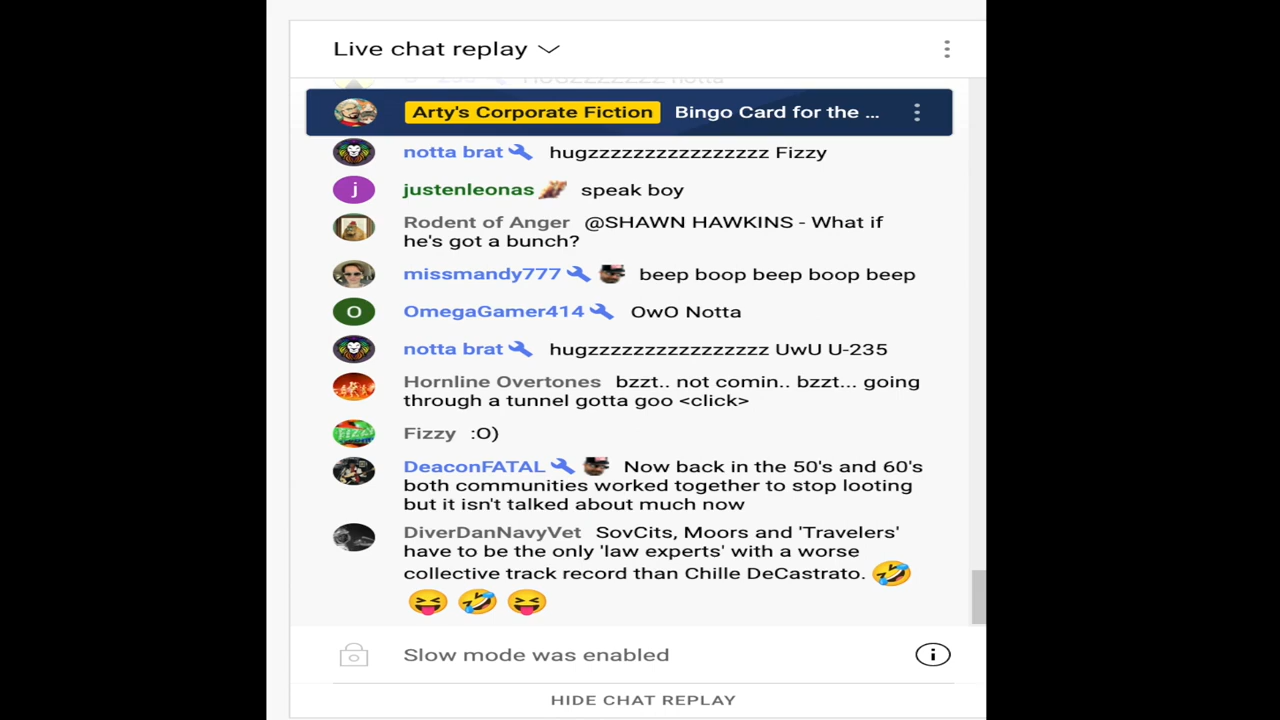 Live chat replay
HUGZzzzzzz notta
Arty's Corporate Fiction Bingo Card for the ...
notta brat hugzzzzzzzzzzzzzzzzz Fizzy
j justenleonas speak boy
Rodent of Anger @SHAWN HAWKINS - What if
he's got a bunch?
missmandy777 beep boop beep boop beep
O OmegaGamer414 OwO Notta
notta brat hugzzzzzzzzzzzzzzzzz UwU U-235
Hornline Overtones bzzt.. not comin.. bzzt... going
through a tunnel gotta goo <click>
Fizzy :O)
DeaconFATAL Now back in the 50's and 60's
both communities worked together to stop looting
but it isn't talked about much now
DiverDanNavyVet SovCits, Moors and 'Travelers'
have to be the only 'law experts' with a worse
collective track record than Chille DeCastrato. 🤣
😝 🤣 😝
Slow mode was enabled
HIDE CHAT REPLAY